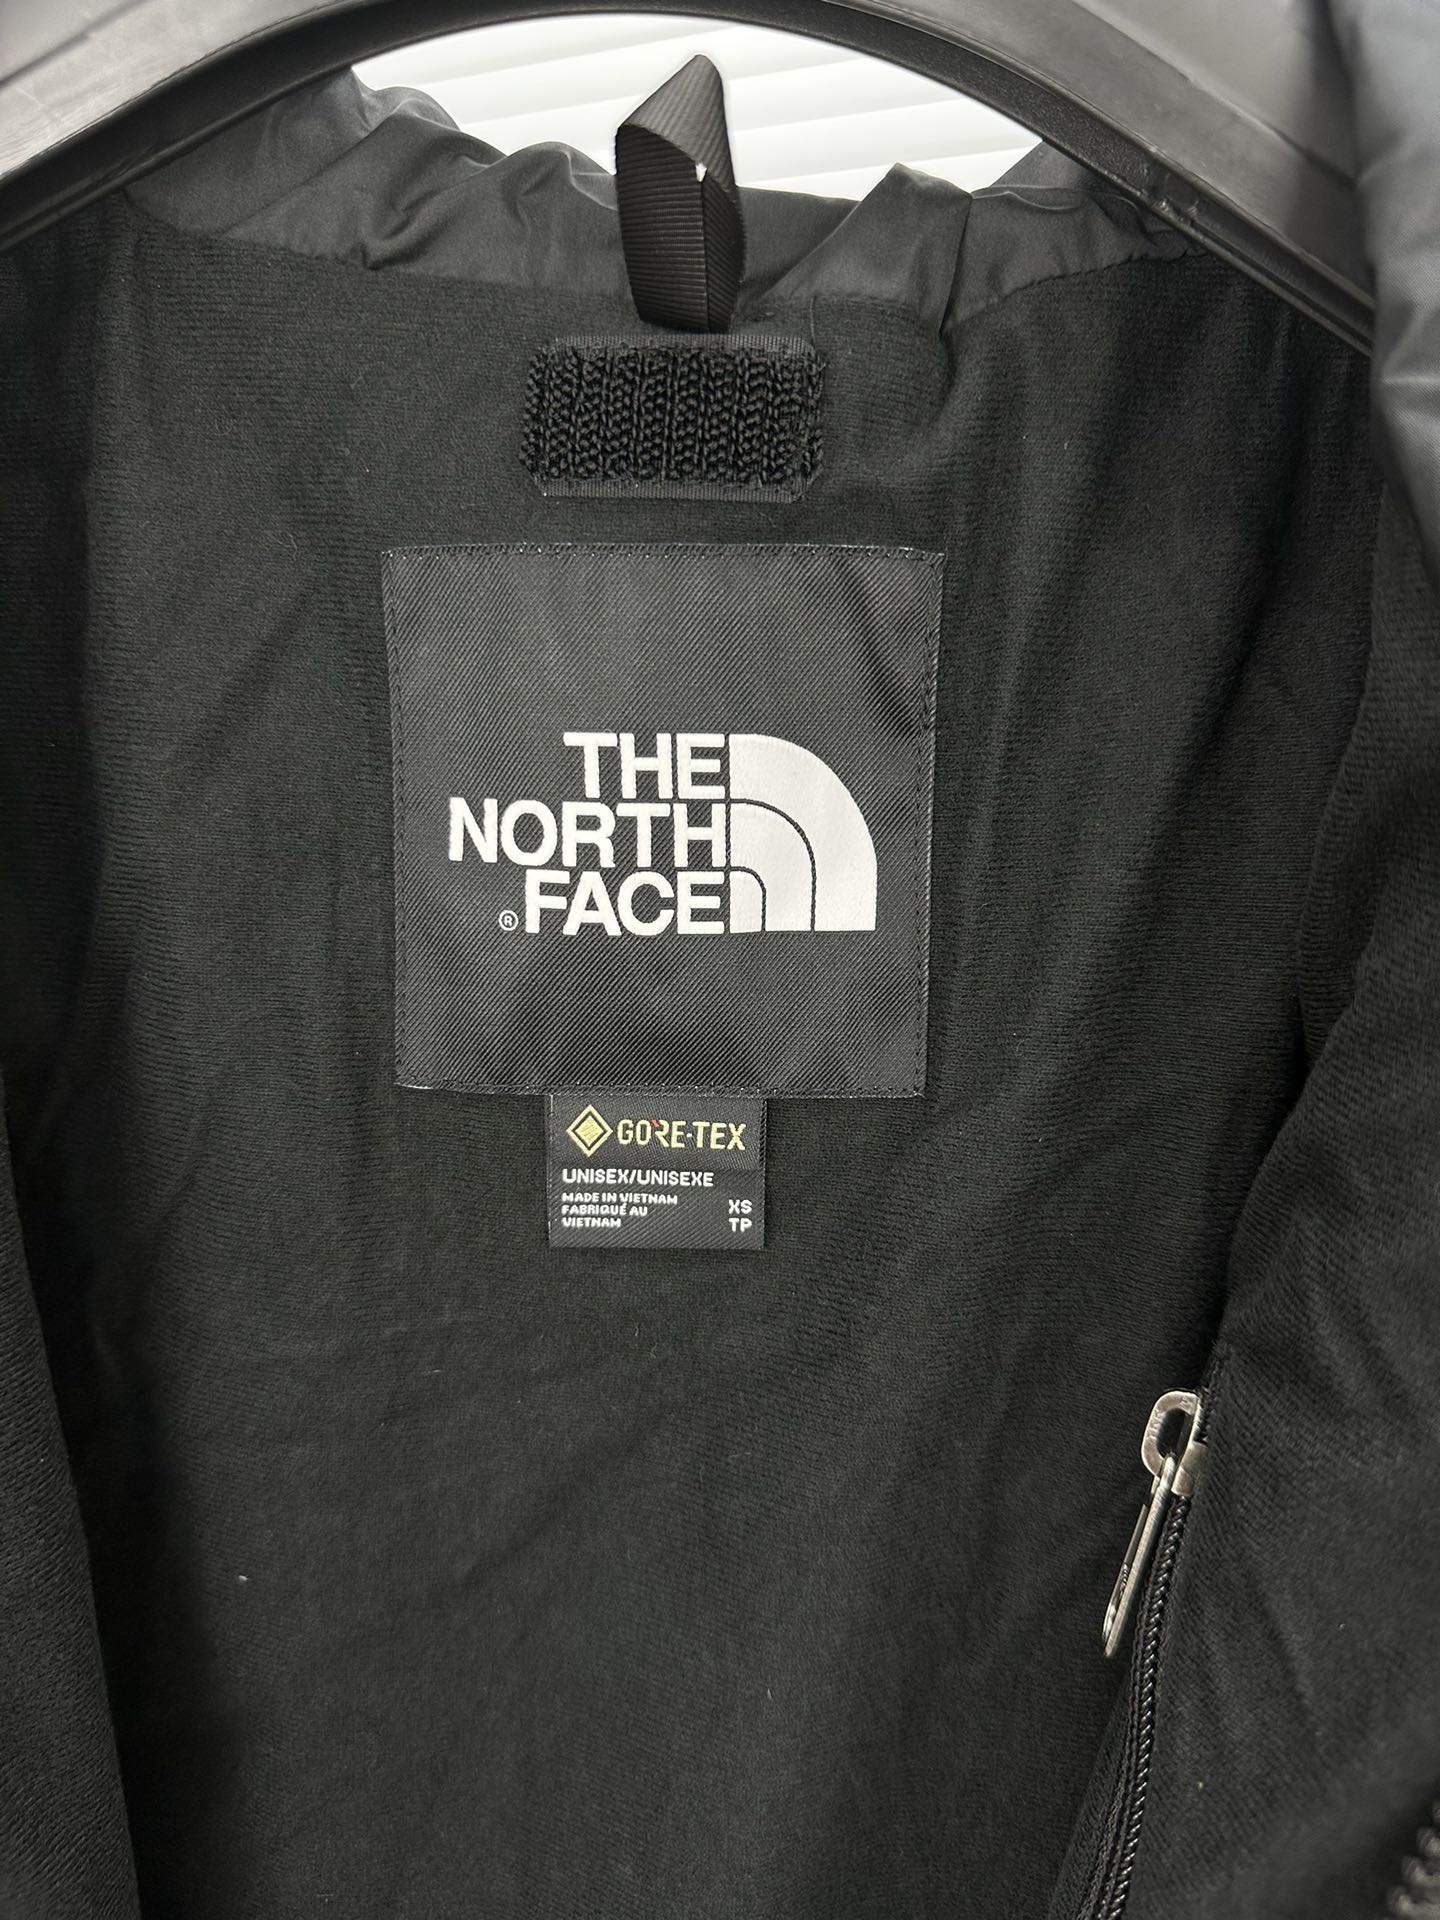 THE
NORTH
FACE
®
GORE-TEX
UNISEX/UNISEXE
MADE IN VIETNAM
FABRIQUÉ AU
VIETNAM
XS
TP